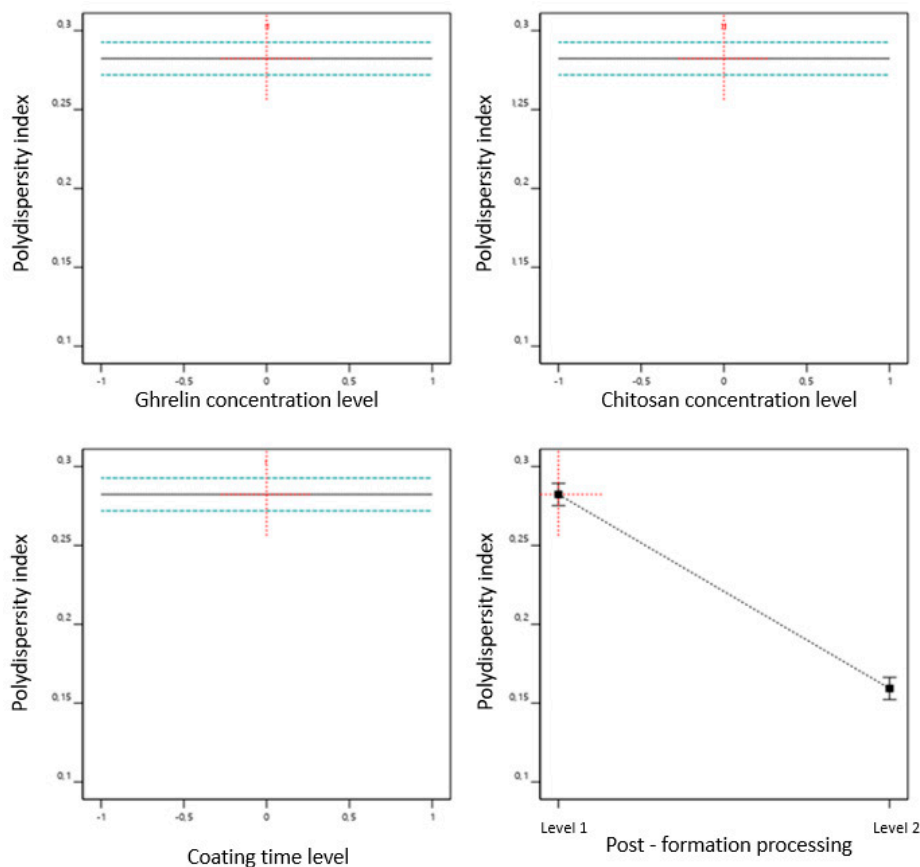 Polydispersity index
0,3
0,25
0,2
0,15
0,1
-1 -0,5 0 0,5 1
Ghrelin concentration level
Polydispersity index
0,3
0,25
0,2
0,15
0,1
-1 -0,5 0 0,5 1
Chitosan concentration level
Polydispersity index
0,3
0,25
0,2
0,15
0,1
-1 -0,5 0 0,5 1
Coating time level
Polydispersity index
0,3
0,25
0,2
0,15
0,1
Level 1 Level 2
Post - formation processing